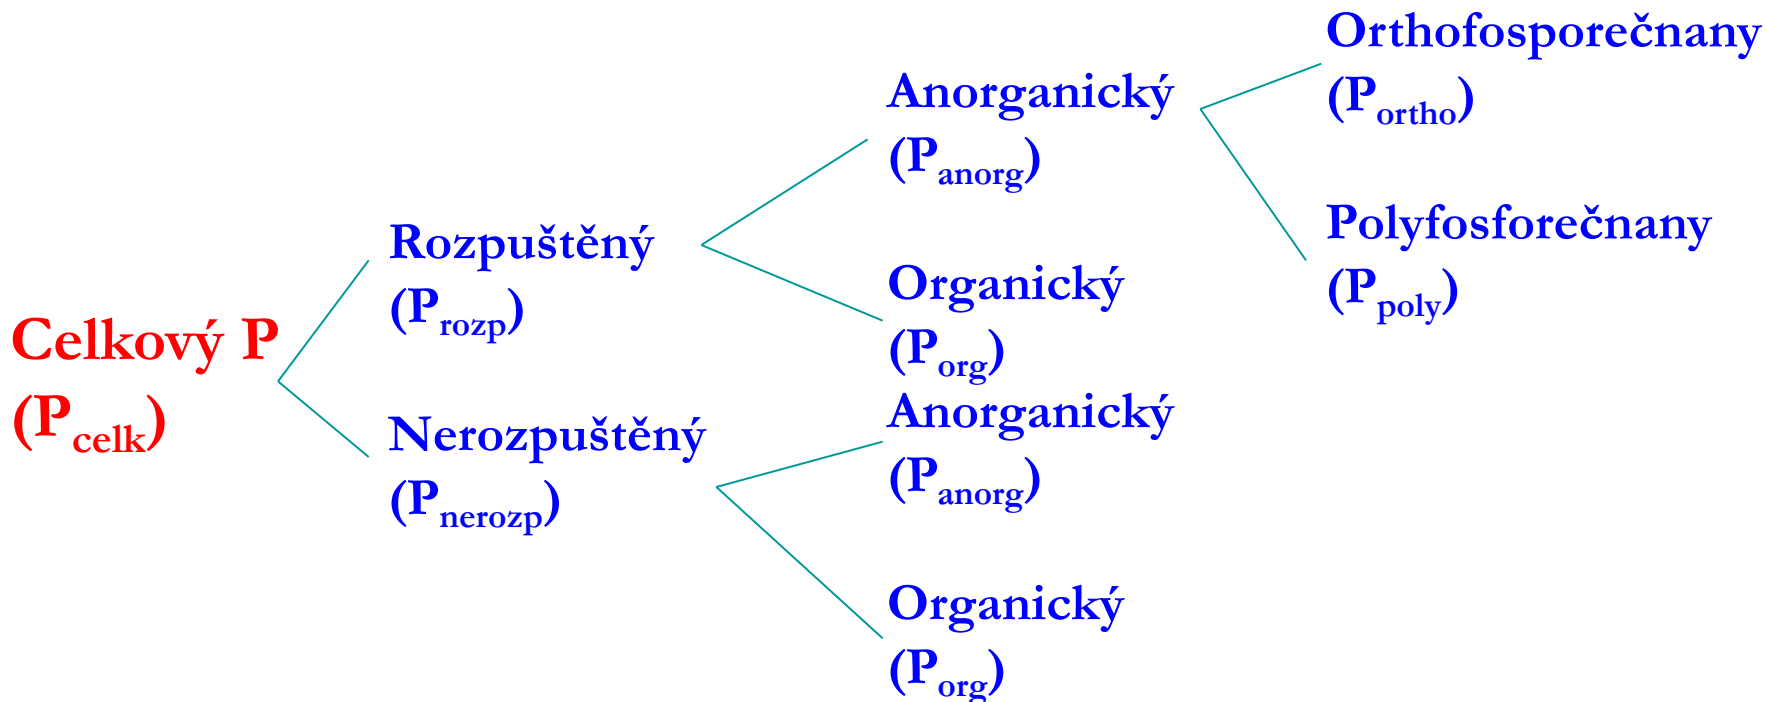 Celkový P
(Pcelk)
Rozpuštěný
(Prozp)
Nerozpuštěný
(Pnerozp)
Anorganický
(Panorg)
Organický
(Porg)
Anorganický
(Panorg)
Organický
(Porg)
Orthofosporečnany
(Portho)
Polyfosforečnany
(Ppoly)